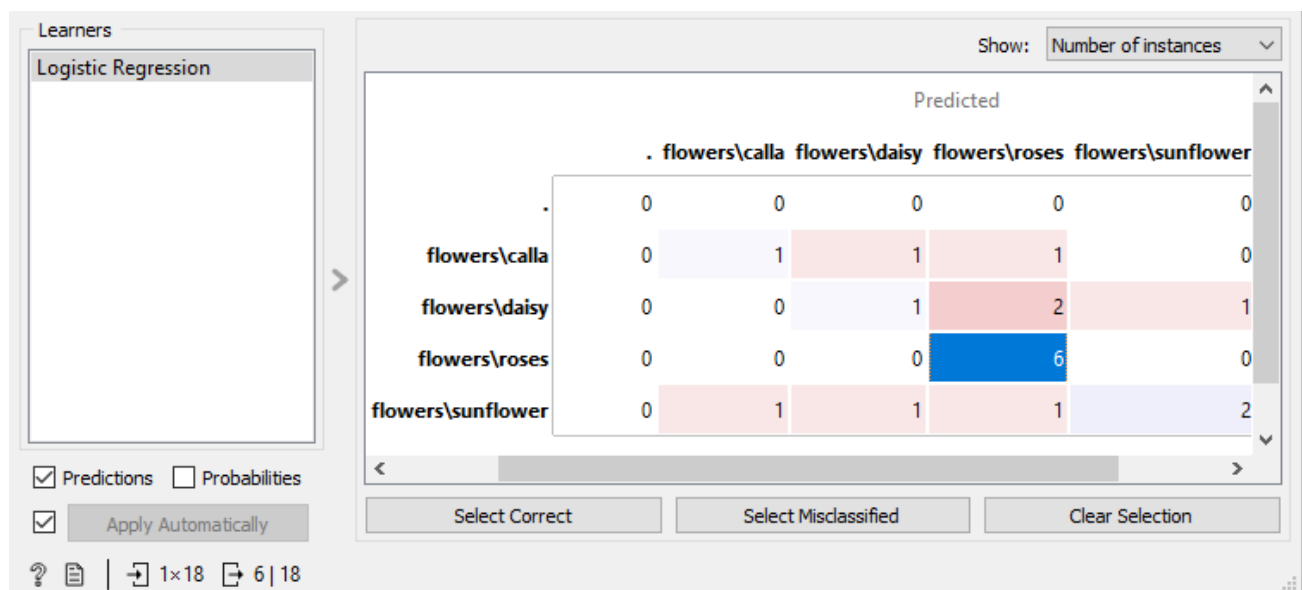 Learners
Logistic Regression
Show: Number of instances
Predicted
. flowers\calla flowers\daisy flowers\roses flowers\sunflower
. 0 0 0 0 0
flowers\calla 0 1 1 1 0
flowers\daisy 0 0 1 2 1
flowers\roses 0 0 0 6 0
flowers\sunflower 0 1 1 1 2
Predictions Probabilities
Apply Automatically
Select Correct Select Misclassified Clear Selection
? 1×18 6 | 18